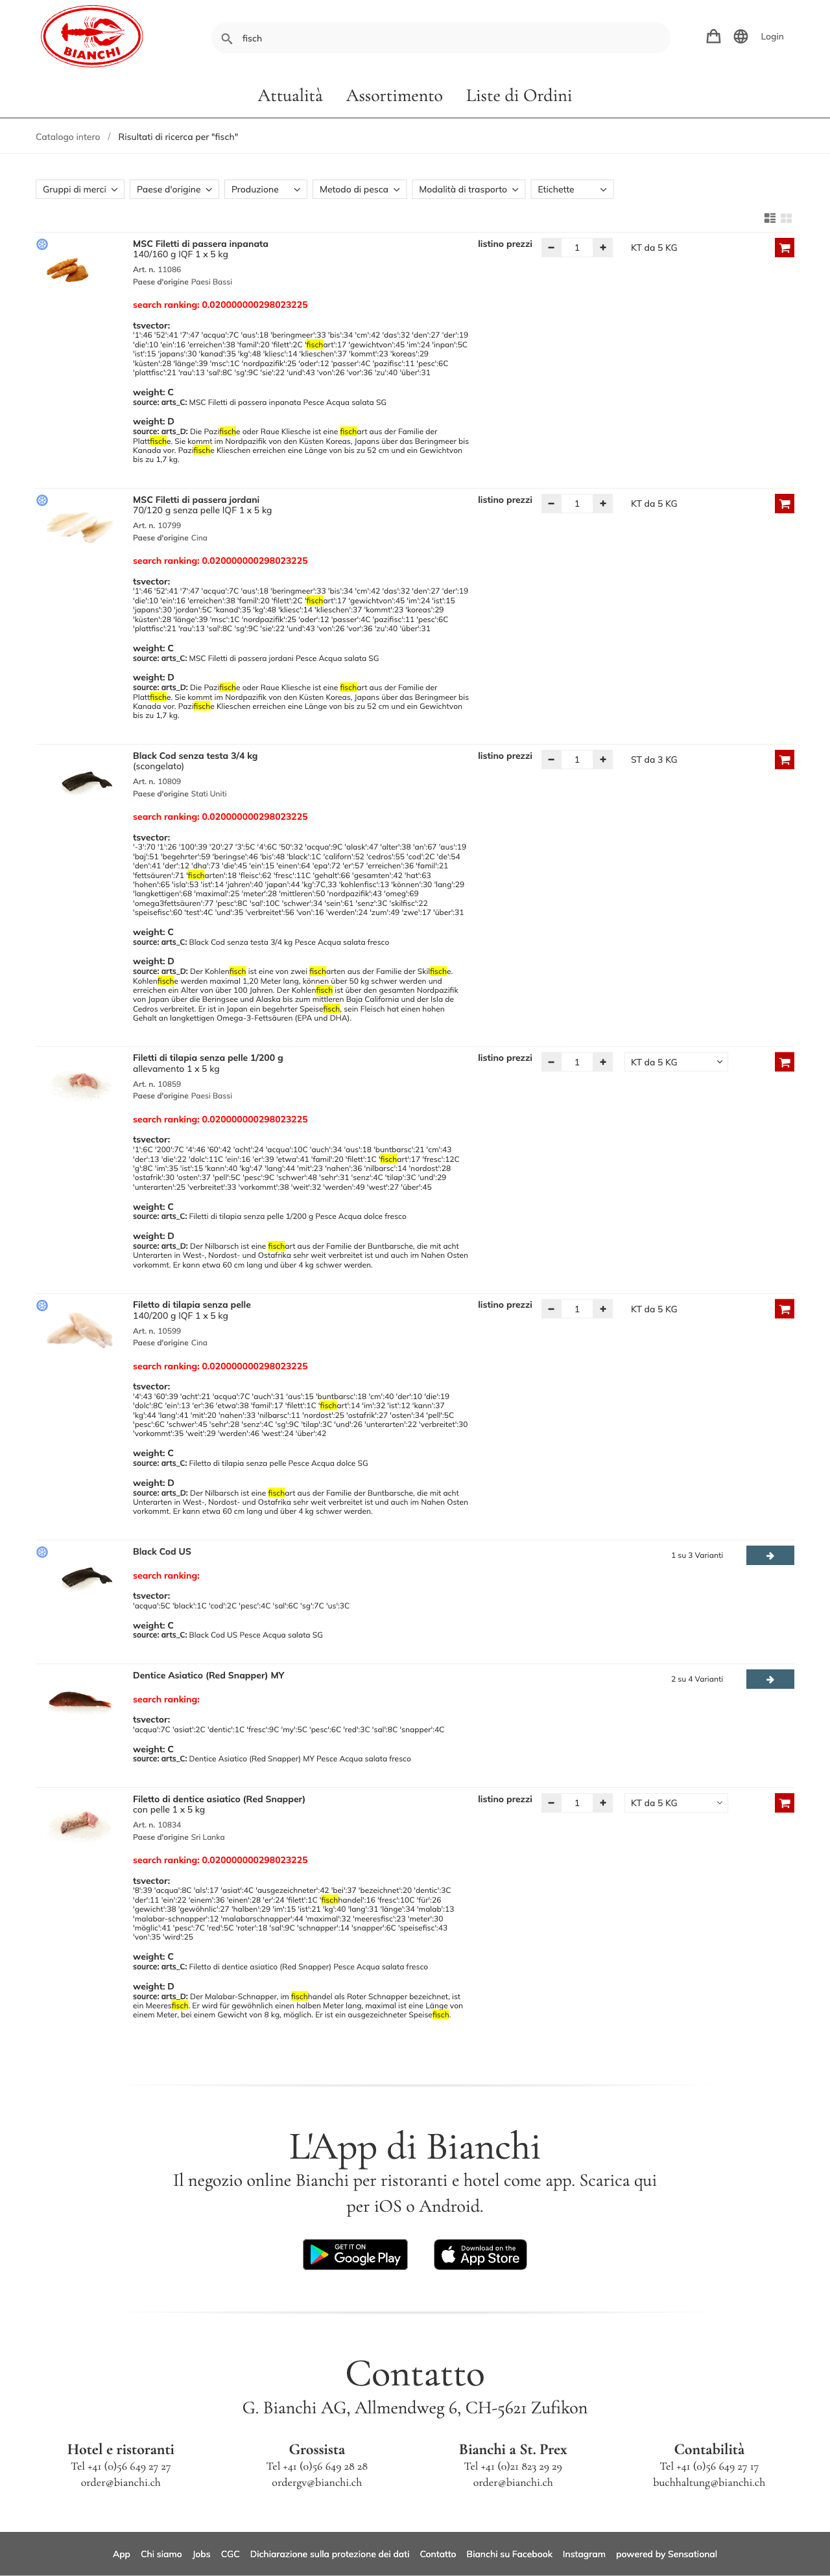 BIANCHI
fisch
Login
Attualità Assortimento Liste di Ordini
Catalogo intero / Risultati di ricerca per "fisch"
Gruppi di merci Paese d'origine Produzione Metodo di pesca Modalità di trasporto Etichette
MSC Filetti di passera inpanata listino prezzi − 1 + KT da 5 KG
140/160 g IQF 1 x 5 kg
Art. n. 11086
Paese d'origine Paesi Bassi
search ranking: 0.020000000298023225
tsvector:
'1':46 '52':41 '7':47 'acqua':7C 'aus':18 'beringmeer':33 'bis':34 'cm':42 'das':32 'den':27 'der':19
'die':10 'ein':16 'erreichen':38 'famil':20 'filett':2C 'fischart':17 'gewichtvon':45 'im':24 'inpan':5C
'ist':15 'japans':30 'kanad':35 'kg':48 'kliesc':14 'klieschen':37 'kommt':23 'koreas':29
'küsten':28 'länge':39 'msc':1C 'nordpazifik':25 'oder':12 'passer':4C 'pazifisc':11 'pesc':6C
'plattfisc':21 'rau':13 'sal':8C 'sg':9C 'sie':22 'und':43 'von':26 'vor':36 'zu':40 'über':31
weight: C
source: arts_C: MSC Filetti di passera inpanata Pesce Acqua salata SG
weight: D
source: arts_D: Die Pazifische oder Raue Kliesche ist eine fischart aus der Familie der
Plattfische. Sie kommt im Nordpazifik von den Küsten Koreas, Japans über das Beringmeer bis
Kanada vor. Pazifische Klieschen erreichen eine Länge von bis zu 52 cm und ein Gewichtvon
bis zu 1,7 kg.
MSC Filetti di passera jordani listino prezzi − 1 + KT da 5 KG
70/120 g senza pelle IQF 1 x 5 kg
Art. n. 10799
Paese d'origine Cina
search ranking: 0.020000000298023225
tsvector:
'1':46 '52':41 '7':47 'acqua':7C 'aus':18 'beringmeer':33 'bis':34 'cm':42 'das':32 'den':27 'der':19
'die':10 'ein':16 'erreichen':38 'famil':20 'filett':2C 'fischart':17 'gewichtvon':45 'im':24 'ist':15
'japans':30 'jordan':5C 'kanad':35 'kg':48 'kliesc':14 'klieschen':37 'kommt':23 'koreas':29
'küsten':28 'länge':39 'msc':1C 'nordpazifik':25 'oder':12 'passer':4C 'pazifisc':11 'pesc':6C
'plattfisc':21 'rau':13 'sal':8C 'sg':9C 'sie':22 'und':43 'von':26 'vor':36 'zu':40 'über':31
weight: C
source: arts_C: MSC Filetti di passera jordani Pesce Acqua salata SG
weight: D
source: arts_D: Die Pazifische oder Raue Kliesche ist eine fischart aus der Familie der
Plattfische. Sie kommt im Nordpazifik von den Küsten Koreas, Japans über das Beringmeer bis
Kanada vor. Pazifische Klieschen erreichen eine Länge von bis zu 52 cm und ein Gewichtvon
bis zu 1,7 kg.
Black Cod senza testa 3/4 kg listino prezzi − 1 + ST da 3 KG
(scongelato)
Art. n. 10809
Paese d'origine Stati Uniti
search ranking: 0.020000000298023225
tsvector:
'-3':70 '1':26 '100':39 '20':27 '3':5C '4':6C '50':32 'acqua':9C 'alask':47 'alter':38 'an':67 'aus':19
'baj':51 'begehrter':59 'beringse':46 'bis':48 'black':1C 'californ':52 'cedros':55 'cod':2C 'de':54
'den':41 'der':12 'dha':73 'die':45 'ein':15 'einen':64 'epa':72 'er':57 'erreichen':36 'famil':21
'fettsäuren':71 'fischarten':18 'fleisc':62 'fresc':11C 'gehalt':66 'gesamten':42 'hat':63
'hohen':65 'isla':53 'ist':14 'jahren':40 'japan':44 'kg':7C,33 'kohlenfisc':13 'können':30 'lang':29
'langkettigen':68 'maximal':25 'meter':28 'mittleren':50 'nordpazifik':43 'omeg':69
'omega3fettsäuren':77 'pesc':8C 'sal':10C 'schwer':34 'sein':61 'senz':3C 'skilfisc':22
'speisefisc':60 'test':4C 'und':35 'verbreitet':56 'von':16 'werden':24 'zum':49 'zwe':17 'über':31
weight: C
source: arts_C: Black Cod senza testa 3/4 kg Pesce Acqua salata fresco
weight: D
source: arts_D: Der Kohlenfisch ist eine von zwei fischarten aus der Familie der Skilfische.
Kohlenfische werden maximal 1,20 Meter lang, können über 50 kg schwer werden und
erreichen ein Alter von über 100 Jahren. Der Kohlenfisch ist über den gesamten Nordpazifik
von Japan über die Beringsee und Alaska bis zum mittleren Baja California und der Isla de
Cedros verbreitet. Er ist in Japan ein begehrter Speisefisch, sein Fleisch hat einen hohen
Gehalt an langkettigen Omega-3-Fettsäuren (EPA und DHA).
Filetti di tilapia senza pelle 1/200 g listino prezzi − 1 + KT da 5 KG
allevamento 1 x 5 kg
Art. n. 10859
Paese d'origine Paesi Bassi
search ranking: 0.020000000298023225
tsvector:
'1':6C '200':7C '4':46 '60':42 'acht':24 'acqua':10C 'auch':34 'aus':18 'buntbarsc':21 'cm':43
'der':13 'die':22 'dolc':11C 'ein':16 'er':39 'etwa':41 'famil':20 'filett':1C 'fischart':17 'fresc':12C
'g':8C 'im':35 'ist':15 'kann':40 'kg':47 'lang':44 'mit':23 'nahen':36 'nilbarsc':14 'nordost':28
'ostafrik':30 'osten':37 'pell':5C 'pesc':9C 'schwer':48 'sehr':31 'senz':4C 'tilap':3C 'und':29
'unterarten':25 'verbreitet':33 'vorkommt':38 'weit':32 'werden':49 'west':27 'über':45
weight: C
source: arts_C: Filetti di tilapia senza pelle 1/200 g Pesce Acqua dolce fresco
weight: D
source: arts_D: Der Nilbarsch ist eine fischart aus der Familie der Buntbarsche, die mit acht
Unterarten in West-, Nordost- und Ostafrika sehr weit verbreitet ist und auch im Nahen Osten
vorkommt. Er kann etwa 60 cm lang und über 4 kg schwer werden.
Filetto di tilapia senza pelle listino prezzi − 1 + KT da 5 KG
140/200 g IQF 1 x 5 kg
Art. n. 10599
Paese d'origine Cina
search ranking: 0.020000000298023225
tsvector:
'4':43 '60':39 'acht':21 'acqua':7C 'auch':31 'aus':15 'buntbarsc':18 'cm':40 'der':10 'die':19
'dolc':8C 'ein':13 'er':36 'etwa':38 'famil':17 'filett':1C 'fischart':14 'im':32 'ist':12 'kann':37
'kg':44 'lang':41 'mit':20 'nahen':33 'nilbarsc':11 'nordost':25 'ostafrik':27 'osten':34 'pell':5C
'pesc':6C 'schwer':45 'sehr':28 'senz':4C 'sg':9C 'tilap':3C 'und':26 'unterarten':22 'verbreitet':30
'vorkommt':35 'weit':29 'werden':46 'west':24 'über':42
weight: C
source: arts_C: Filetto di tilapia senza pelle Pesce Acqua dolce SG
weight: D
source: arts_D: Der Nilbarsch ist eine fischart aus der Familie der Buntbarsche, die mit acht
Unterarten in West-, Nordost- und Ostafrika sehr weit verbreitet ist und auch im Nahen Osten
vorkommt. Er kann etwa 60 cm lang und über 4 kg schwer werden.
Black Cod US 1 su 3 Varianti
search ranking:
tsvector:
'acqua':5C 'black':1C 'cod':2C 'pesc':4C 'sal':6C 'sg':7C 'us':3C
weight: C
source: arts_C: Black Cod US Pesce Acqua salata SG
Dentice Asiatico (Red Snapper) MY 2 su 4 Varianti
search ranking:
tsvector:
'acqua':7C 'asiat':2C 'dentic':1C 'fresc':9C 'my':5C 'pesc':6C 'red':3C 'sal':8C 'snapper':4C
weight: C
source: arts_C: Dentice Asiatico (Red Snapper) MY Pesce Acqua salata fresco
Filetto di dentice asiatico (Red Snapper) listino prezzi − 1 + KT da 5 KG
con pelle 1 x 5 kg
Art. n. 10834
Paese d'origine Sri Lanka
search ranking: 0.020000000298023225
tsvector:
'8':39 'acqua':8C 'als':17 'asiat':4C 'ausgezeichneter':42 'bei':37 'bezeichnet':20 'dentic':3C
'der':11 'ein':22 'einem':36 'einen':28 'er':24 'filett':1C 'fischhandel':16 'fresc':10C 'für':26
'gewicht':38 'gewöhnlic':27 'halben':29 'im':15 'ist':21 'kg':40 'lang':31 'länge':34 'malab':13
'malabar-schnapper':12 'malabarschnapper':44 'maximal':32 'meeresfisc':23 'meter':30
'möglic':41 'pesc':7C 'red':5C 'roter':18 'sal':9C 'schnapper':14 'snapper':6C 'speisefisc':43
'von':35 'wird':25
weight: C
source: arts_C: Filetto di dentice asiatico (Red Snapper) Pesce Acqua salata fresco
weight: D
source: arts_D: Der Malabar-Schnapper, im fischhandel als Roter Schnapper bezeichnet, ist
ein Meeresfisch. Er wird für gewöhnlich einen halben Meter lang, maximal ist eine Länge von
einem Meter, bei einem Gewicht von 8 kg, möglich. Er ist ein ausgezeichneter Speisefisch.
L'App di Bianchi
Il negozio online Bianchi per ristoranti e hotel come app. Scarica qui
per iOS o Android.
GET IT ON Google Play Download on the App Store
Contatto
G. Bianchi AG, Allmendweg 6, CH-5621 Zufikon
Hotel e ristoranti Grossista Bianchi a St. Prex Contabilità
Tel +41 (0)56 649 27 27 Tel +41 (0)56 649 28 28 Tel +41 (0)21 823 29 29 Tel +41 (0)56 649 27 17
order@bianchi.ch ordergv@bianchi.ch order@bianchi.ch buchhaltung@bianchi.ch
App Chi siamo Jobs CGC Dichiarazione sulla protezione dei dati Contatto Bianchi su Facebook Instagram powered by Sensational